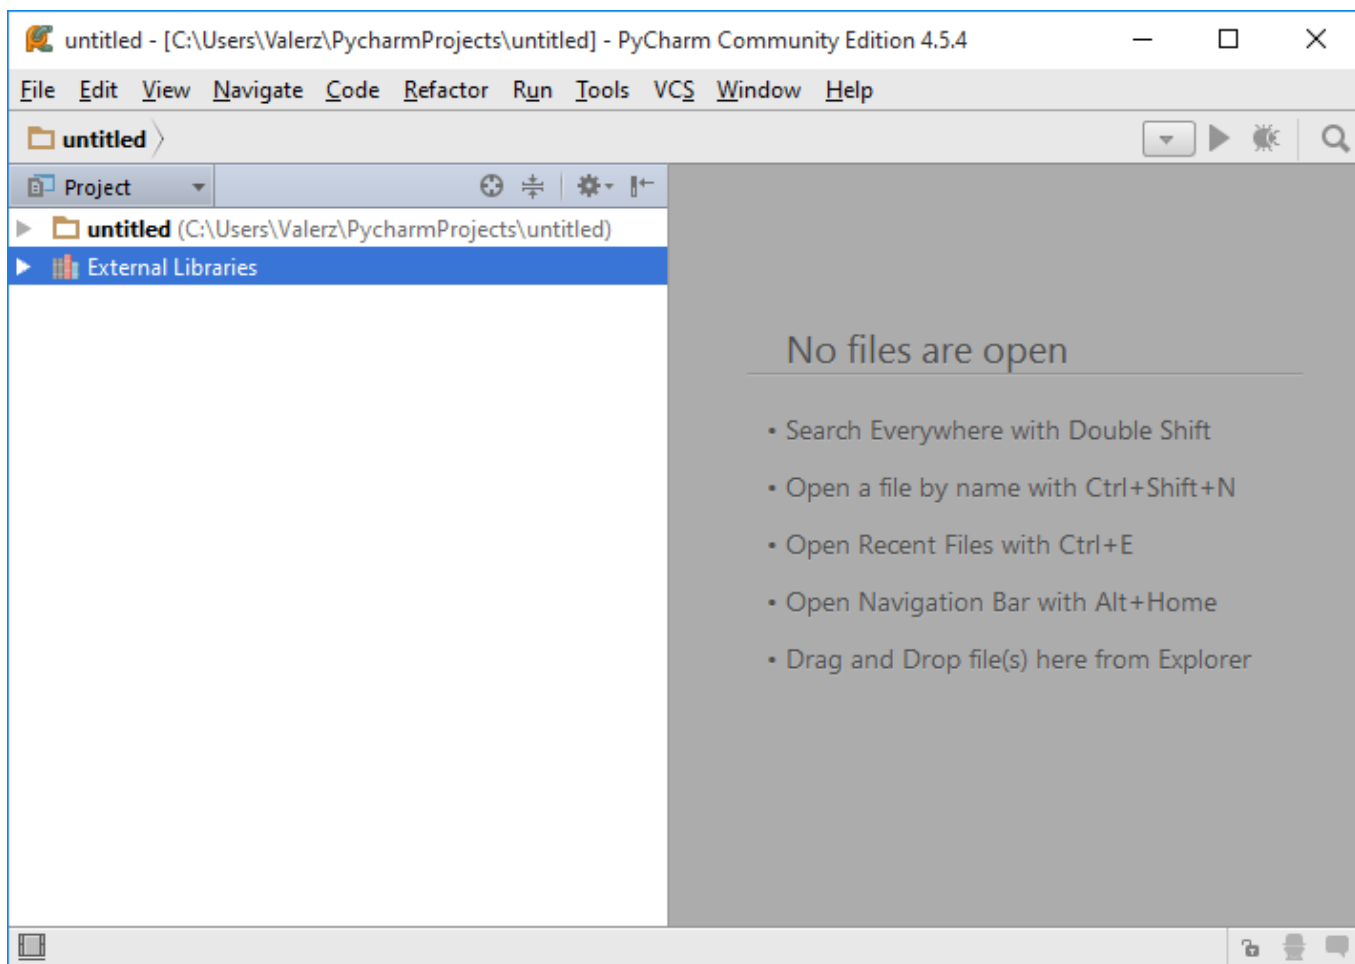 untitled - [C:\Users\Valerz\PycharmProjects\untitled] - PyCharm Community Edition 4.5.4
File Edit View Navigate Code Refactor Run Tools VCS Window Help
untitled
Project
untitled (C:\Users\Valerz\PycharmProjects\untitled)
External Libraries
No files are open
• Search Everywhere with Double Shift
• Open a file by name with Ctrl+Shift+N
• Open Recent Files with Ctrl+E
• Open Navigation Bar with Alt+Home
• Drag and Drop file(s) here from Explorer